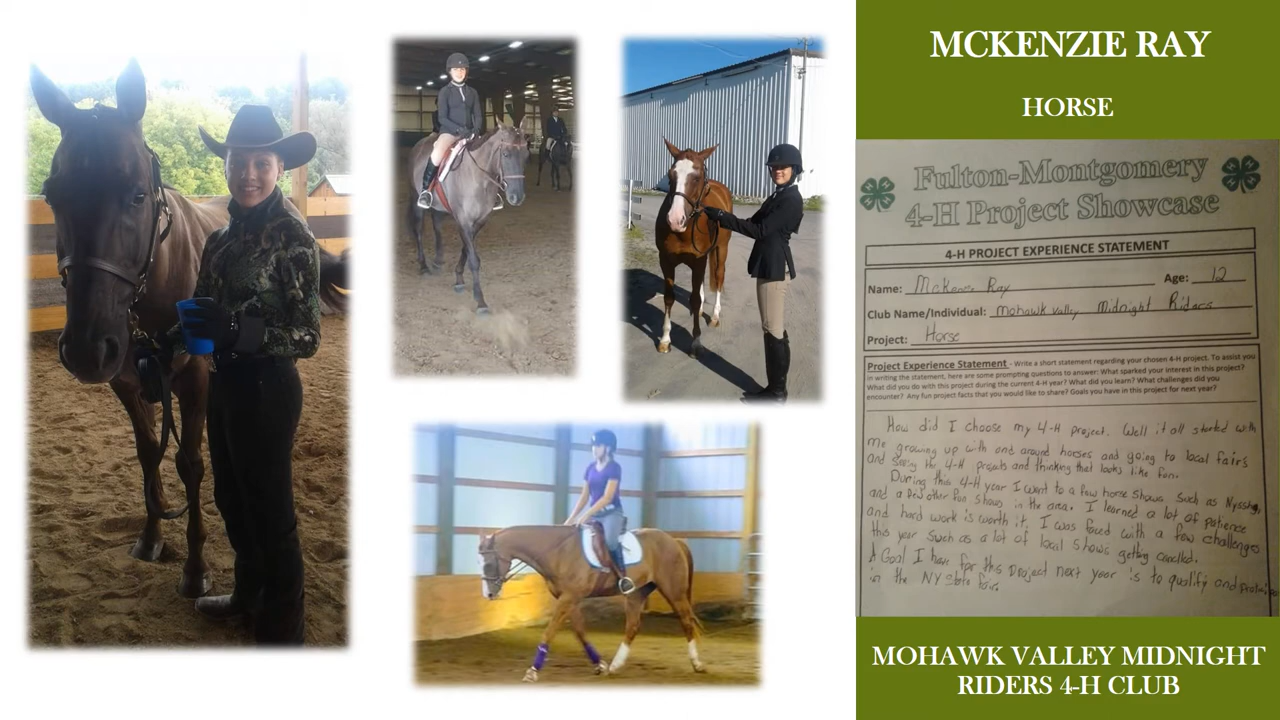 MCKENZIE RAY
HORSE
Fulton-Montgomery
4-H Project Showcase
4-H PROJECT EXPERIENCE STATEMENT
Name: McKenzie Ray Age: 12
Club Name/Individual: Mohawk valley Midnight Riders
Project: Horse
Project Experience Statement - Write a short statement regarding your chosen 4-H project. To assist you
in writing the statement, here are some prompting questions to answer: What sparked your interest in this project?
What did you do with this project during the current 4-H year? What did you learn? What challenges did you
encounter? Any fun project facts that you would like to share? Goals you have in this project for next year?
How did I choose my 4-H project. Well it all started with
me growing up with and around horses and going to local fairs
and seeing the 4-H projects and thinking that looks like fun.
During this 4-H year I went to a few horse shows such as
and a few other fun shows in the area. I learned a lot of patience
and hard work is worth it. I was faced with a few challenges
this year such as a lot of local shows getting
A Goal I have for this project next year is to qualify and
in the NY State fair.
MOHAWK VALLEY MIDNIGHT
RIDERS 4-H CLUB